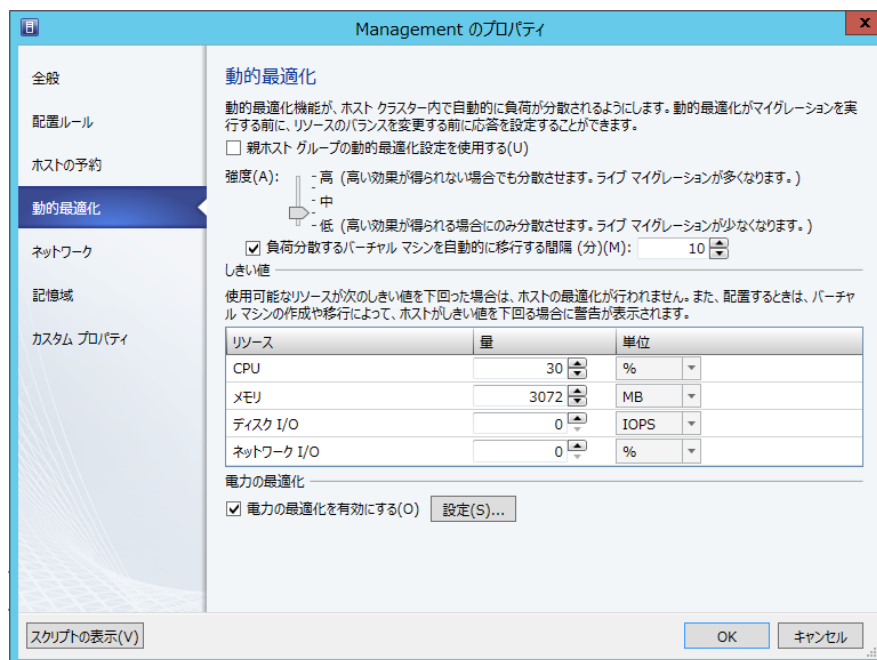 Management のプロパティ
x
全般
配置ルール
ホストの予約
動的最適化
ネットワーク
記憶域
カスタム プロパティ
動的最適化
動的最適化機能が、ホスト クラスター内で自動的に負荷が分散されるようにします。動的最適化がマイグレーションを実
行する前に、リソースのバランスを変更する前に応答を設定することができます。
親ホスト グループの動的最適化設定を使用する(U)
強度(A):
- 高 (高い効果が得られない場合でも分散させます。ライブ マイグレーションが多くなります。)
- 中
- 低 (高い効果が得られる場合にのみ分散させます。ライブ マイグレーションが少なくなります。)
負荷分散するバーチャル マシンを自動的に移行する間隔 (分)(M): 10
しきい値
使用可能なリソースが次のしきい値を下回った場合は、ホストの最適化が行われません。また、配置するときは、バーチャ
ル マシンの作成や移行によって、ホストがしきい値を下回る場合に警告が表示されます。
リソース 量 単位
CPU 30 %
メモリ 3072 MB
ディスク I/O 0 IOPS
ネットワーク I/O 0 %
電力の最適化
電力の最適化を有効にする(O) 設定(S)...
スクリプトの表示(V) OK キャンセル